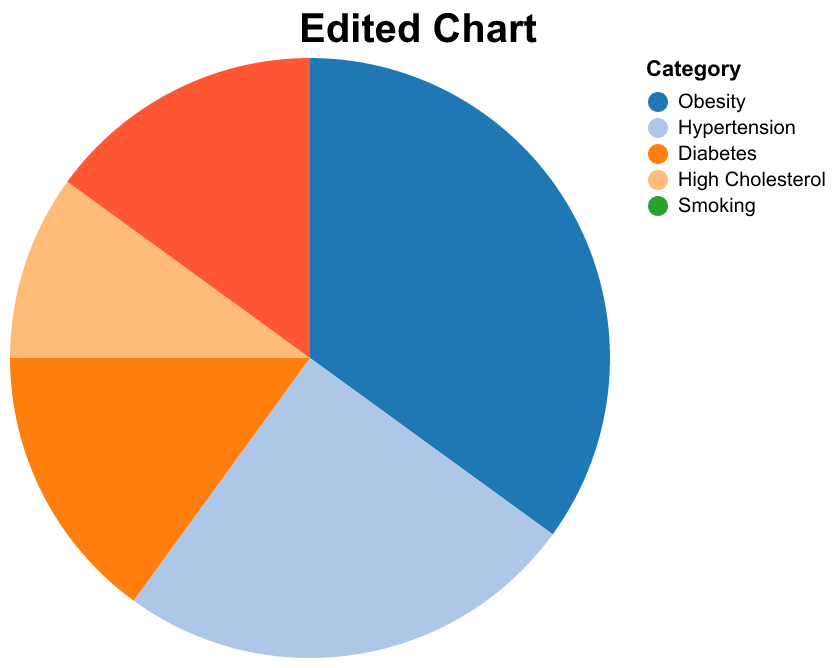 Edited Chart
Category
Obesity
Hypertension
Diabetes
High Cholesterol
Smoking